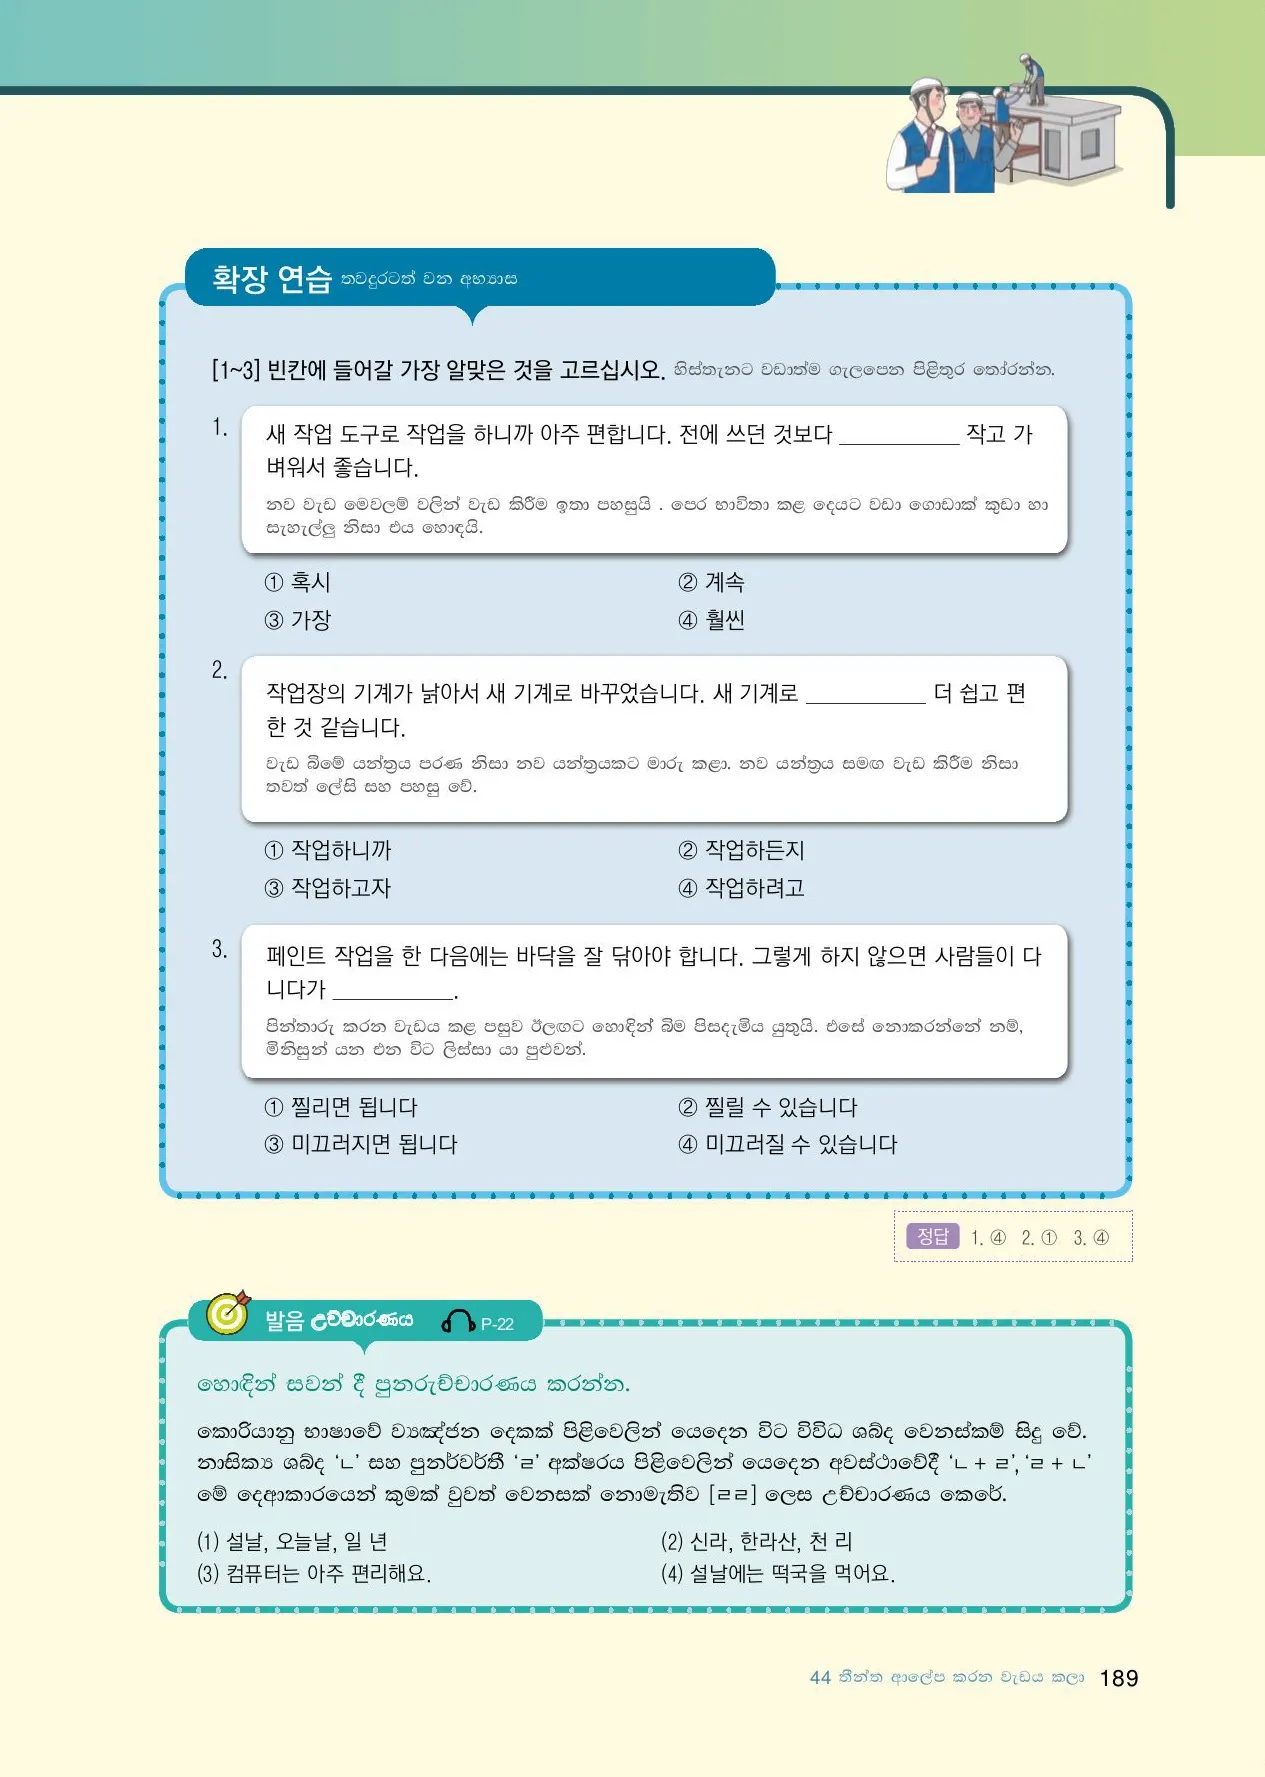 확장 연습 තවදුරටත් වන අභ්‍යාස
[1~3] 빈칸에 들어갈 가장 알맞은 것을 고르십시오. හිස්තැනට වඩාත්ම ගැලපෙන පිළිතුර තෝරන්න.
1.
새 작업 도구로 작업을 하니까 아주 편합니다. 전에 쓰던 것보다 ___________ 작고 가
벼워서 좋습니다.
නව වැඩ මෙවලම් වලින් වැඩ කිරීම ඉතා පහසුයි . පෙර භාවිතා කළ දෙයට වඩා ගොඩාක් කුඩා හා
සැහැල්ලු නිසා එය හොඳයි.
① 혹시 ② 계속
③ 가장 ④ 훨씬
2.
작업장의 기계가 낡아서 새 기계로 바꾸었습니다. 새 기계로 ___________ 더 쉽고 편
한 것 같습니다.
වැඩ බිමේ යන්ත්‍රය පරණ නිසා නව යන්ත්‍රයකට මාරු කළා. නව යන්ත්‍රය සමඟ වැඩ කිරීම නිසා
තවත් ලේසි සහ පහසු වේ.
① 작업하니까 ② 작업하든지
③ 작업하고자 ④ 작업하려고
3.
페인트 작업을 한 다음에는 바닥을 잘 닦아야 합니다. 그렇게 하지 않으면 사람들이 다
니다가 ___________.
පින්තාරු කරන වැඩය කළ පසුව ඊලඟට හොඳින් බිම පිසදැමිය යුතුයි. එසේ නොකරන්නේ නම්,
මිනිසුන් යන එන විට ලිස්සා යා පුළුවන්.
① 찔리면 됩니다 ② 찔릴 수 있습니다
③ 미끄러지면 됩니다 ④ 미끄러질 수 있습니다
정답 1. ④ 2. ① 3. ④
발음 උච්චාරණය P-22
හොඳින් සවන් දී පුනරුච්චාරණය කරන්න.
කොරියානු භාෂාවේ ව්‍යඤ්ජන දෙකක් පිළිවෙලින් යෙදෙන විට විවිධ ශබ්ද වෙනස්කම් සිදු වේ.
නාසික්‍ය ශබ්ද ‘ㄴ’ සහ පුනර්වර්තී ‘ㄹ’ අක්ෂරය පිළිවෙලින් යෙදෙන අවස්ථාවේදී ‘ㄴ + ㄹ’, ‘ㄹ + ㄴ’
මේ දෙආකාරයෙන් කුමක් වුවත් වෙනසක් නොමැතිව [ㄹㄹ] ලෙස උච්චාරණය කෙරේ.
(1) 설날, 오늘날, 일 년 (2) 신라, 한라산, 천 리
(3) 컴퓨터는 아주 편리해요. (4) 설날에는 떡국을 먹어요.
44 තීන්ත ආලේප කරන වැඩය කලා 189